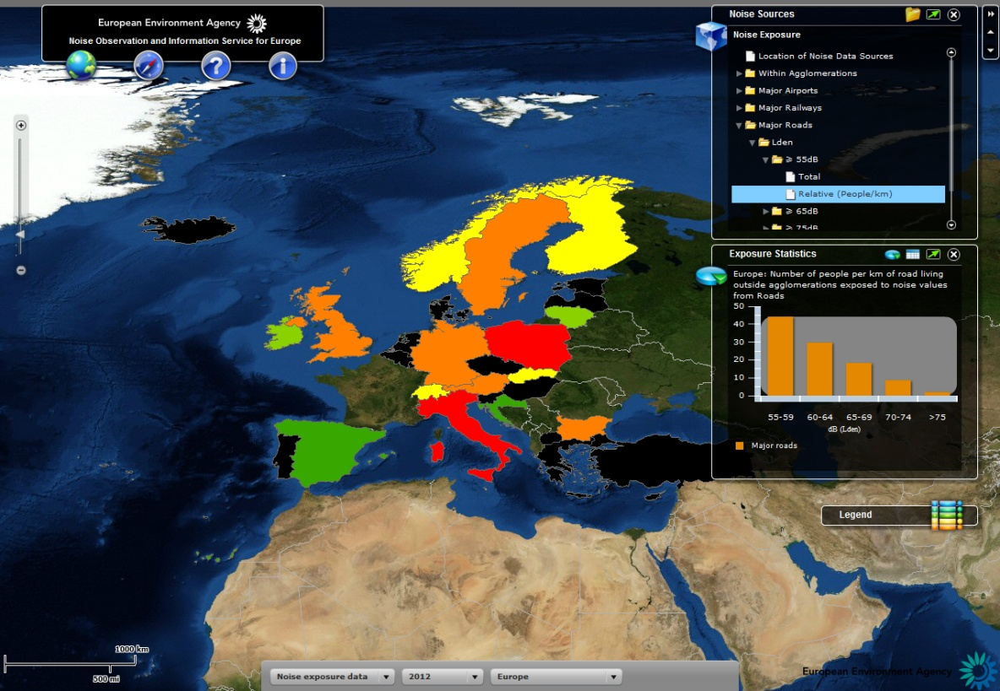 European Environment Agency
Noise Observation and Information Service for Europe
Noise Sources
Noise Exposure
Location of Noise Data Sources
Within Agglomerations
Major Airports
Major Railways
Major Roads
Lden
≥ 55dB
Total
Relative (People/km)
≥ 65dB
≥ 75dB
Exposure Statistics
Europe: Number of people per km of road living
outside agglomerations exposed to noise values
from Roads
50
40
30
20
10
0
55-59 60-64 65-69 70-74 >75
dB (Lden)
Major roads
Legend
1000 km
500 mi
Noise exposure data 2012 Europe
European Environment Agency